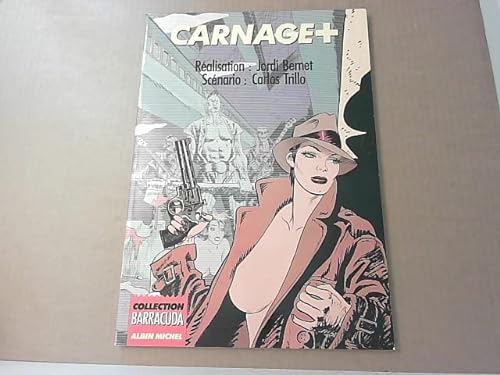 CARNAGE+
Réalisation : Jordi Bernet
Scénario : Carlos Trillo
COLLECTION
BARRACUDA
ALBIN MICHEL